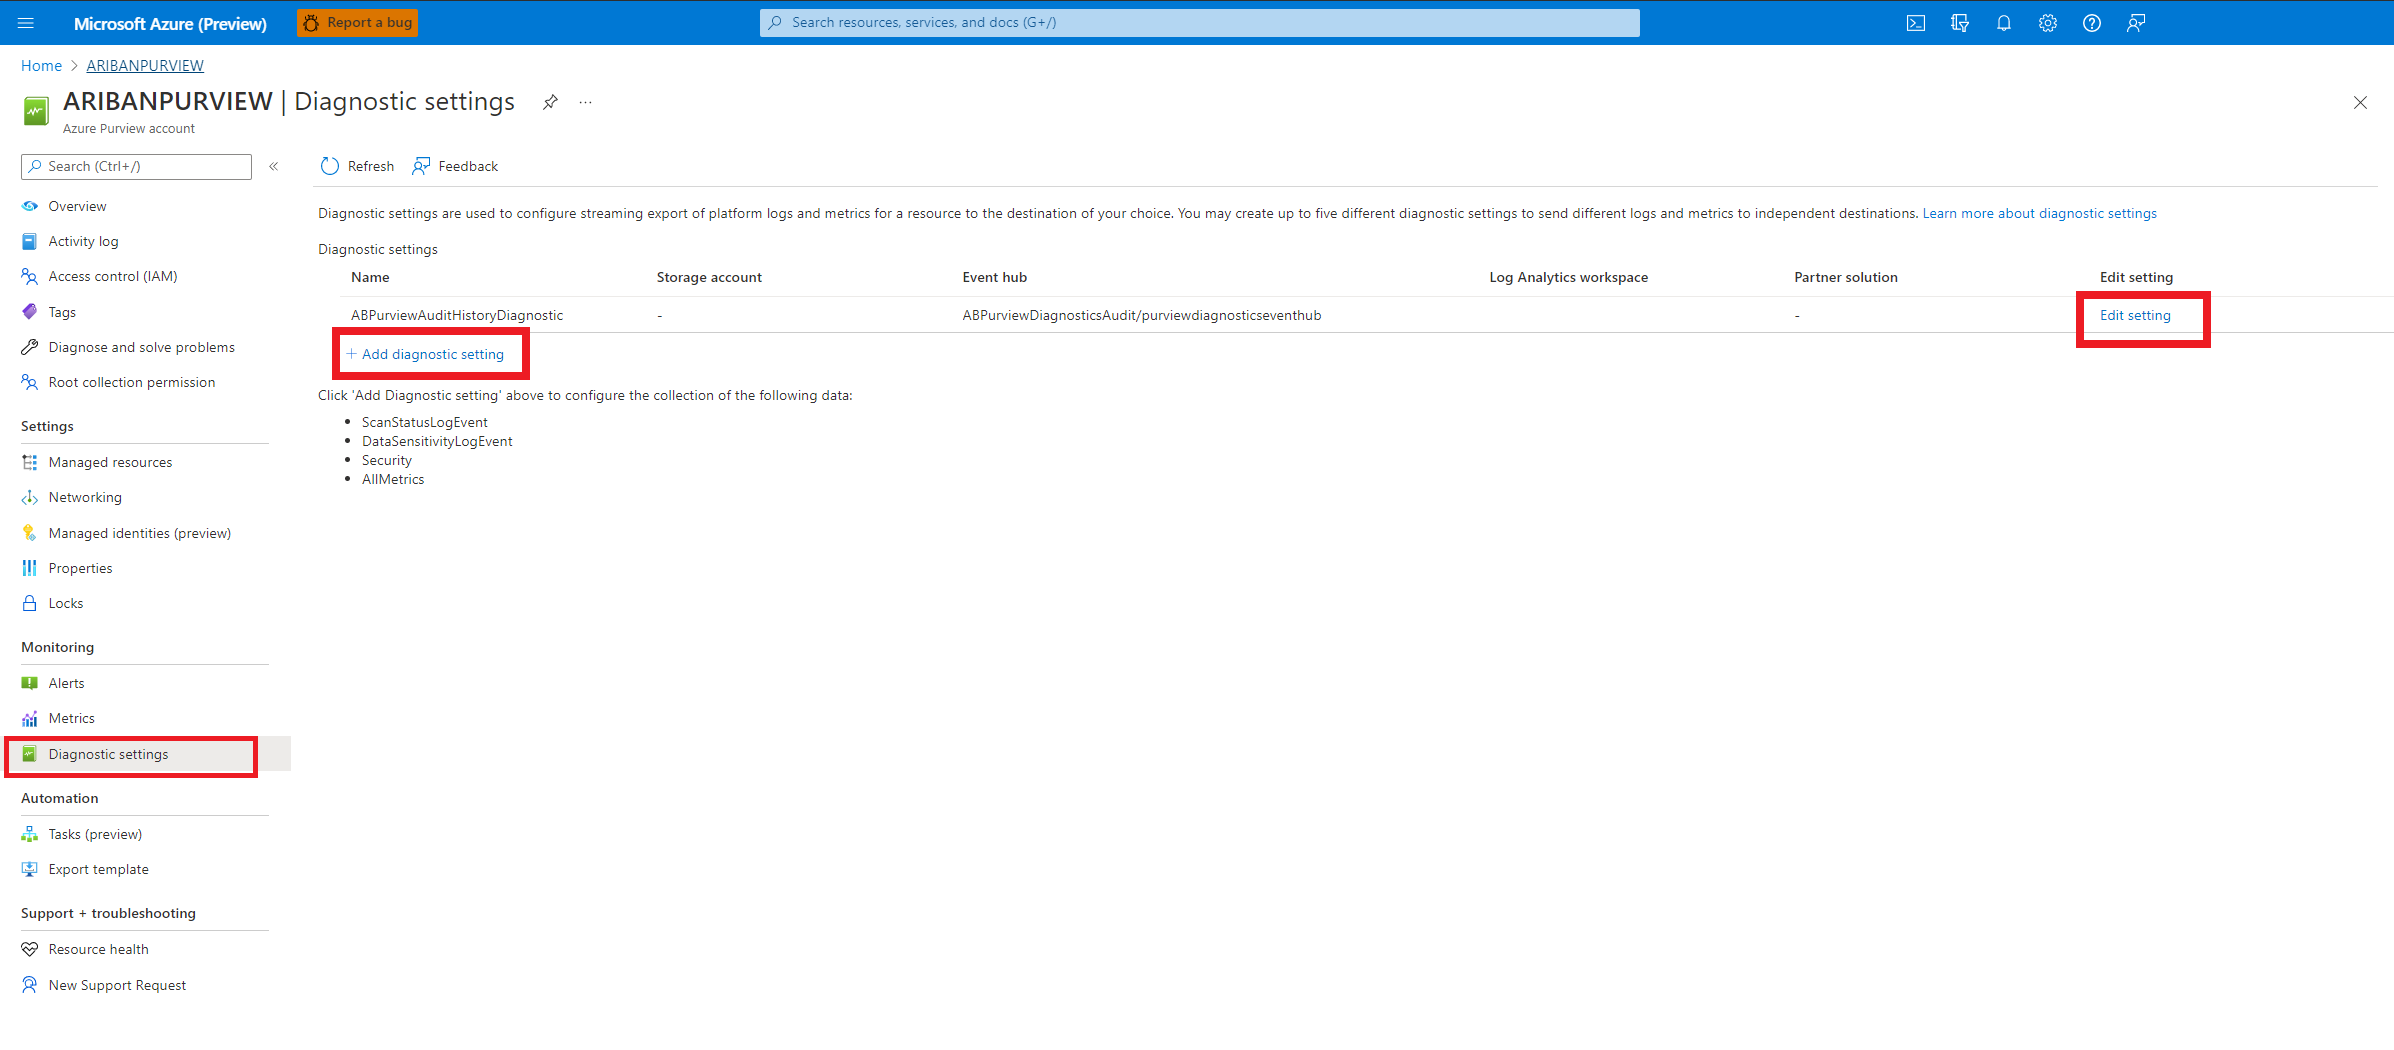 Microsoft Azure (Preview)
Report a bug
Search resources, services, and docs (G+/)
Home > ARIBANPURVIEW
ARIBANPURVIEW | Diagnostic settings
Azure Purview account
Search (Ctrl+/)
Overview
Activity log
Access control (IAM)
Tags
Diagnose and solve problems
Root collection permission
Settings
Managed resources
Networking
Managed identities (preview)
Properties
Locks
Monitoring
Alerts
Metrics
Diagnostic settings
Automation
Tasks (preview)
Export template
Support + troubleshooting
Resource health
New Support Request
Refresh
Feedback
Diagnostic settings are used to configure streaming export of platform logs and metrics for a resource to the destination of your choice. You may create up to five different diagnostic settings to send different logs and metrics to independent destinations. Learn more about diagnostic settings
Diagnostic settings
Name Storage account Event hub Log Analytics workspace Partner solution Edit setting
ABPurviewAuditHistoryDiagnostic - ABPurviewDiagnosticsAudit/purviewdiagnosticseventhub - Edit setting
+ Add diagnostic setting
Click 'Add Diagnostic setting' above to configure the collection of the following data:
• ScanStatusLogEvent
• DataSensitivityLogEvent
• Security
• AllMetrics